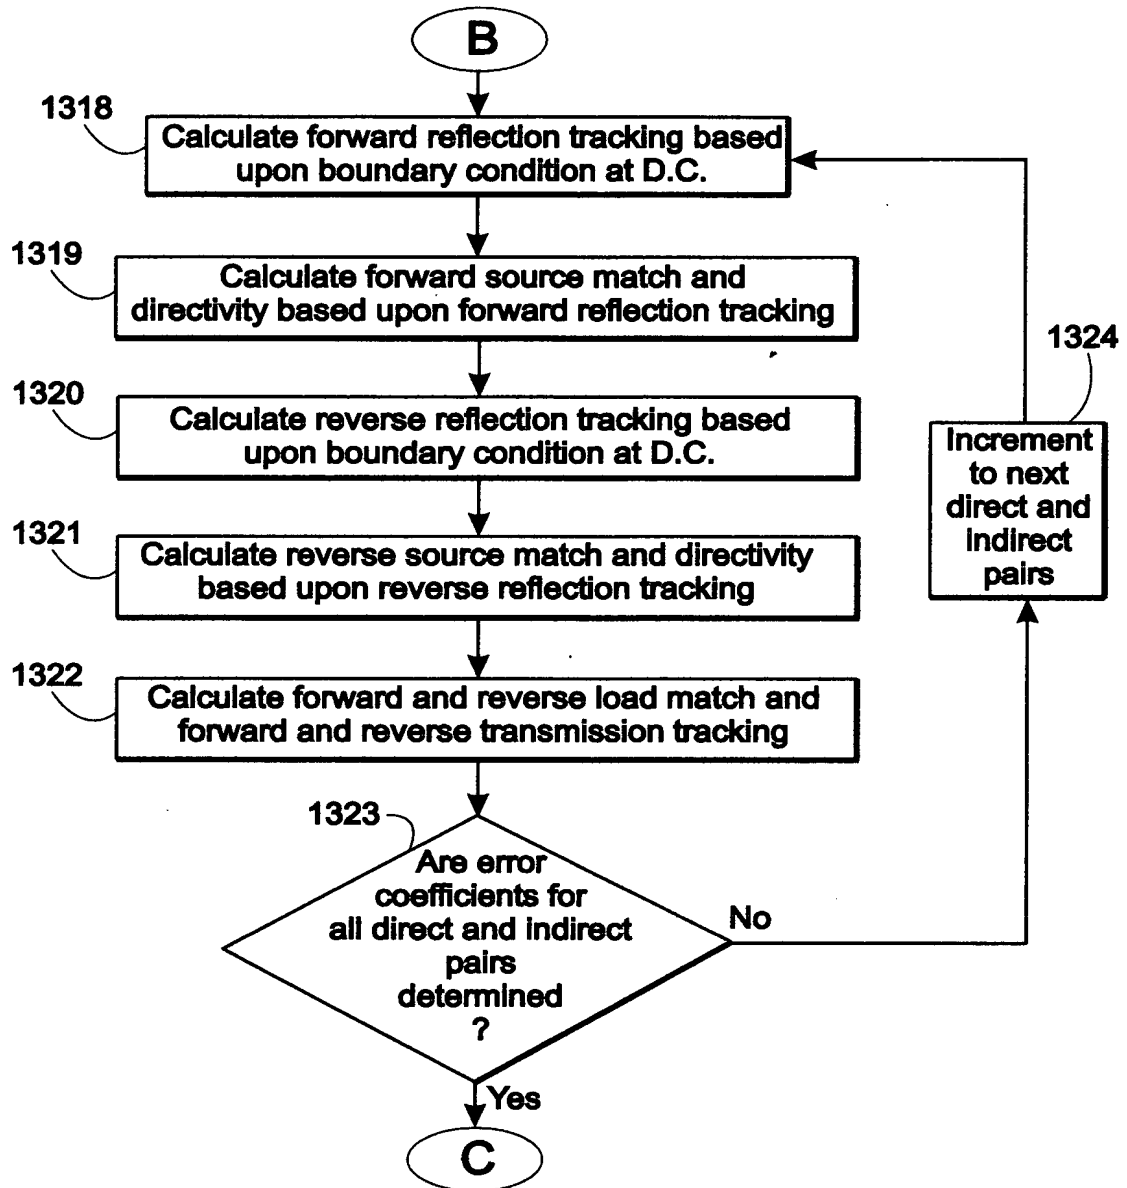 B
1318
Calculate forward reflection tracking based
upon boundary condition at D.C.
1319
Calculate forward source match and
directivity based upon forward reflection tracking
1320
Calculate reverse reflection tracking based
upon boundary condition at D.C.
1321
Calculate reverse source match and directivity
based upon reverse reflection tracking
1322
Calculate forward and reverse load match and
forward and reverse transmission tracking
1323
Are error
coefficients for
all direct and indirect
pairs
determined
?
No
1324
Increment
to next
direct and
indirect
pairs
Yes
C